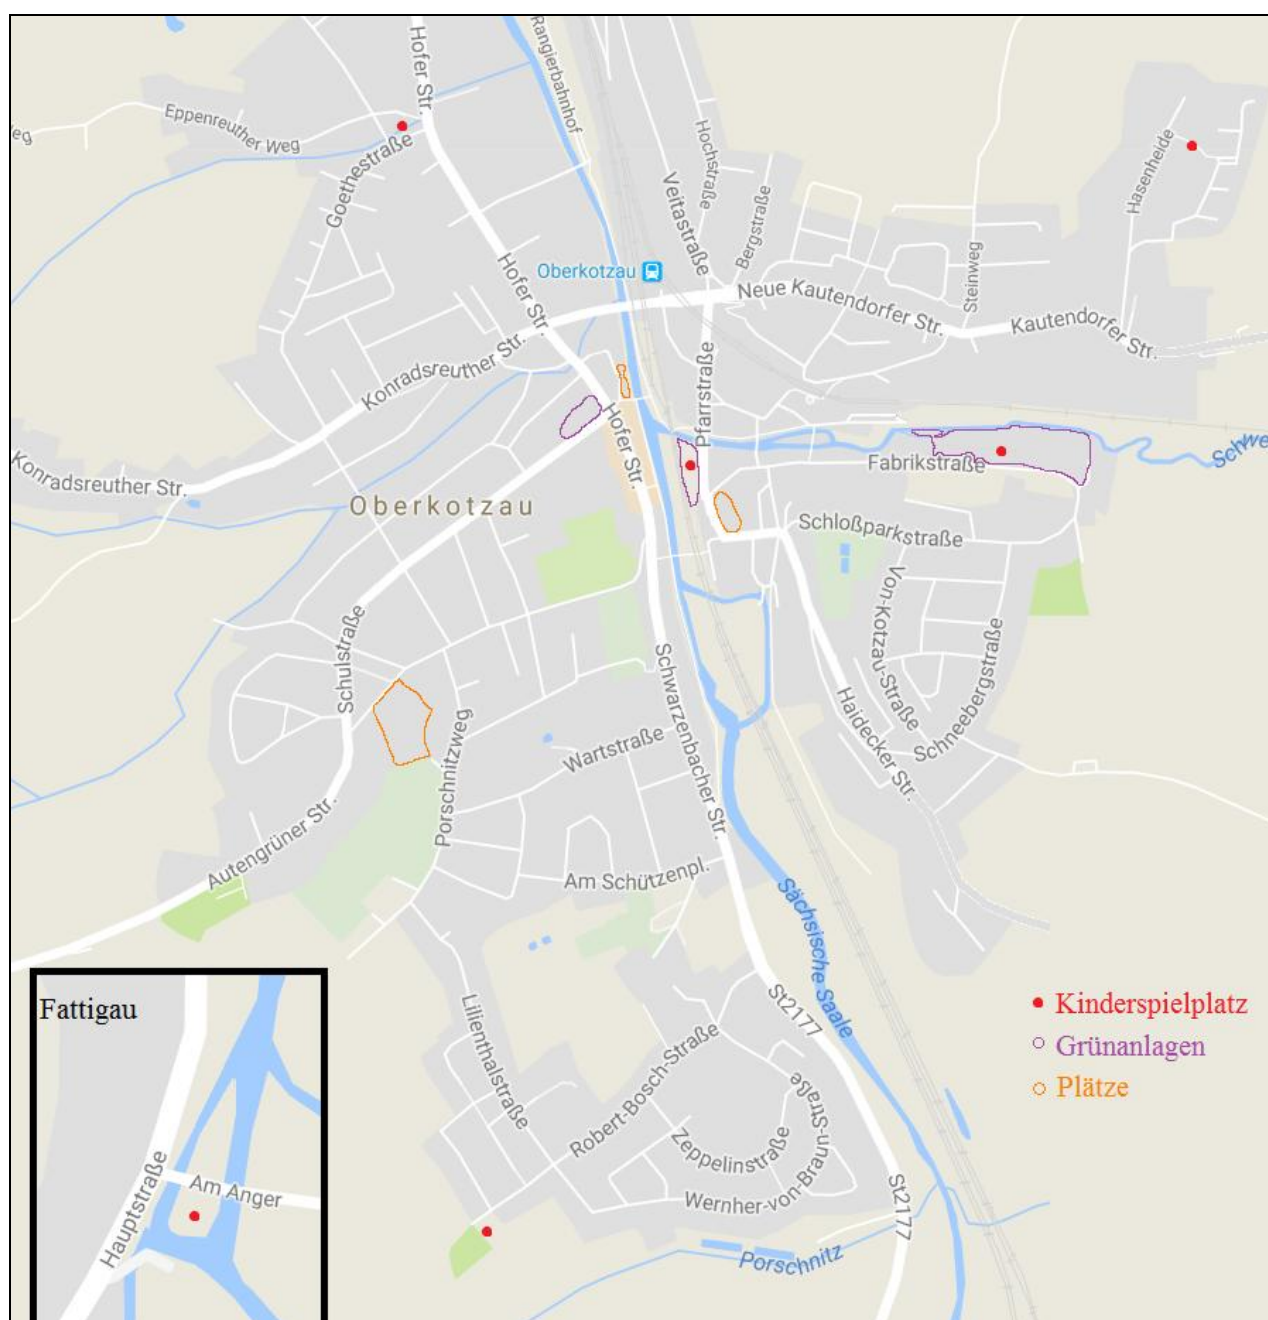 Hofer Str.
Rangierbahnhof
Eppenreuther Weg
eg
Goethestraße
Hochstraße
Veitastraße
Bergstraße
Hasenheide
Steinweg
Oberkotzau
Hofer Str.
Neue Kautendorfer Str.
Kautendorfer Str.
Konradsreuther Str.
Pfarrstraße
Hofer Str.
Konradsreuther Str.
Fabrikstraße
Schwe
Oberkotzau
Schloßparkstraße
Von-Kotzau-Straße
Schulstraße
Schneebergstraße
Schwarzenbacher Str.
Haidecker Str.
Wartstraße
Porschnitzweg
Autengrüner Str.
Am Schützenpl.
Sächsische Saale
Fattigau
St2177
Lilienthalstraße
Robert-Bosch-Straße
Kinderspielplatz
Grünanlagen
Plätze
Zeppelinstraße
Wernher-von-Braun-Straße
Hauptstraße
Am Anger
St2177
Porschnitz